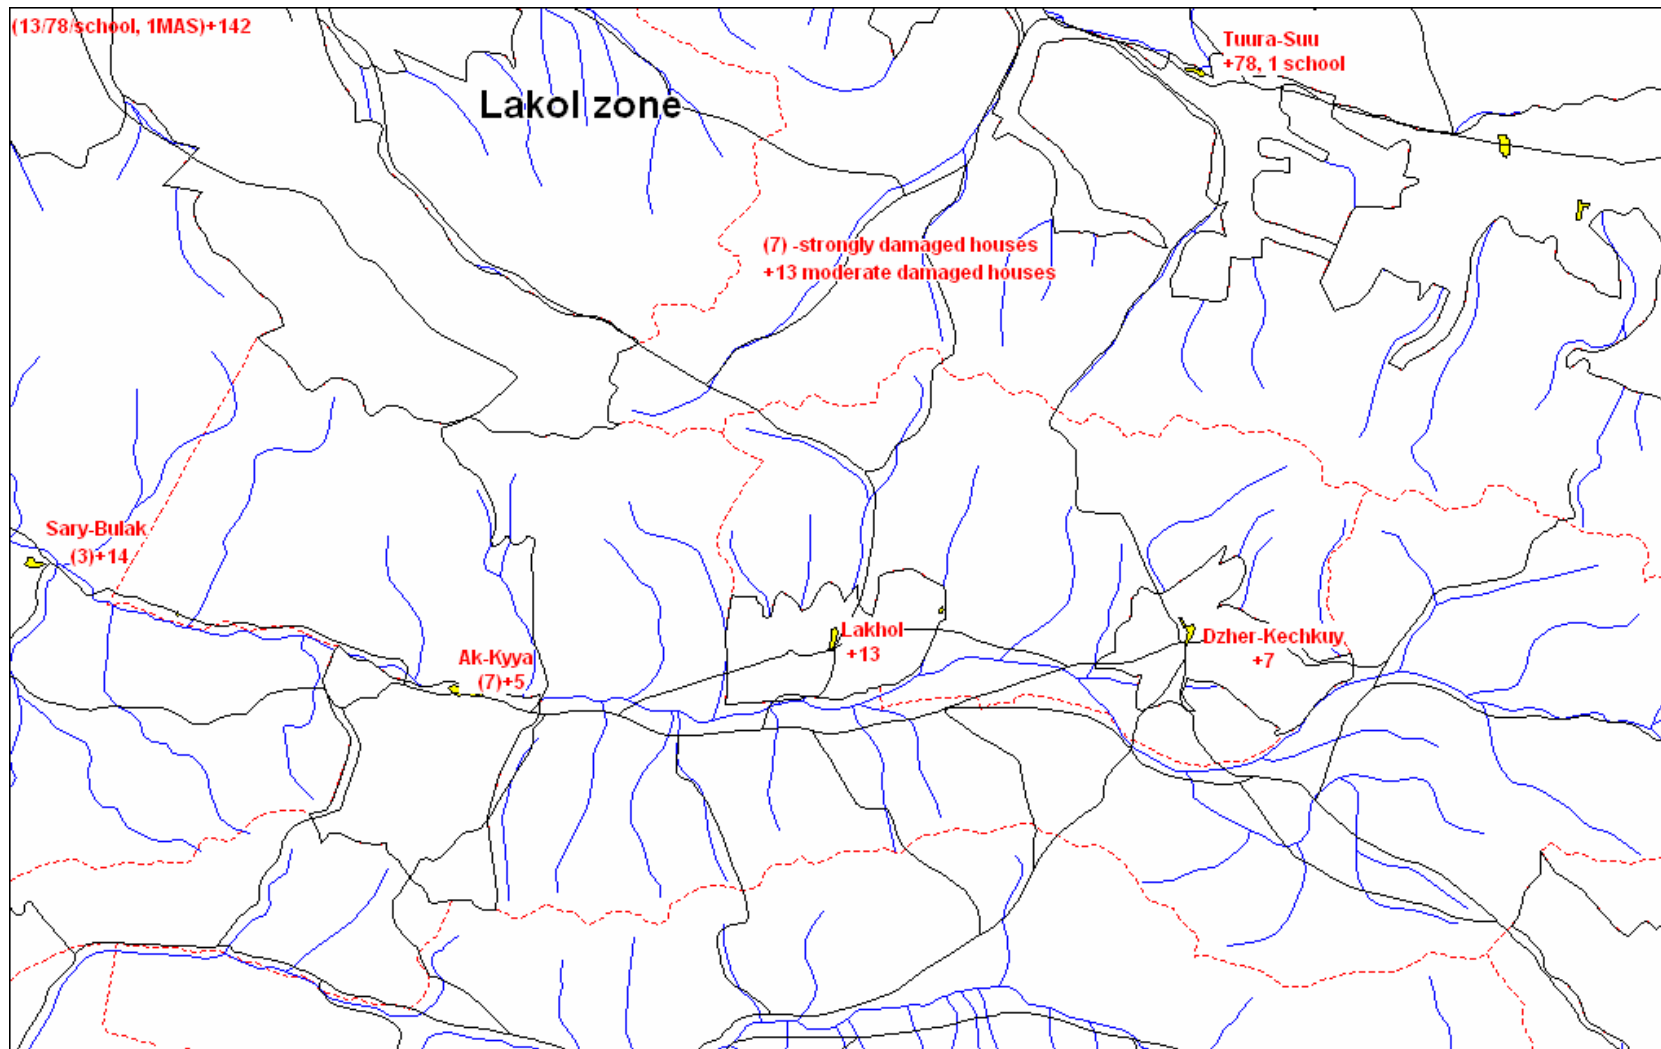 (13/78/school, 1MAS)+142
Tuura-Suu
+78, 1 school
Lakol zone
(7) -strongly damaged houses
+13 moderate damaged houses
Sary-Bulak
(3)+14
Ak-Kyya
(7)+5
Lakhol
+13
Dzher-Kechkuy
+7